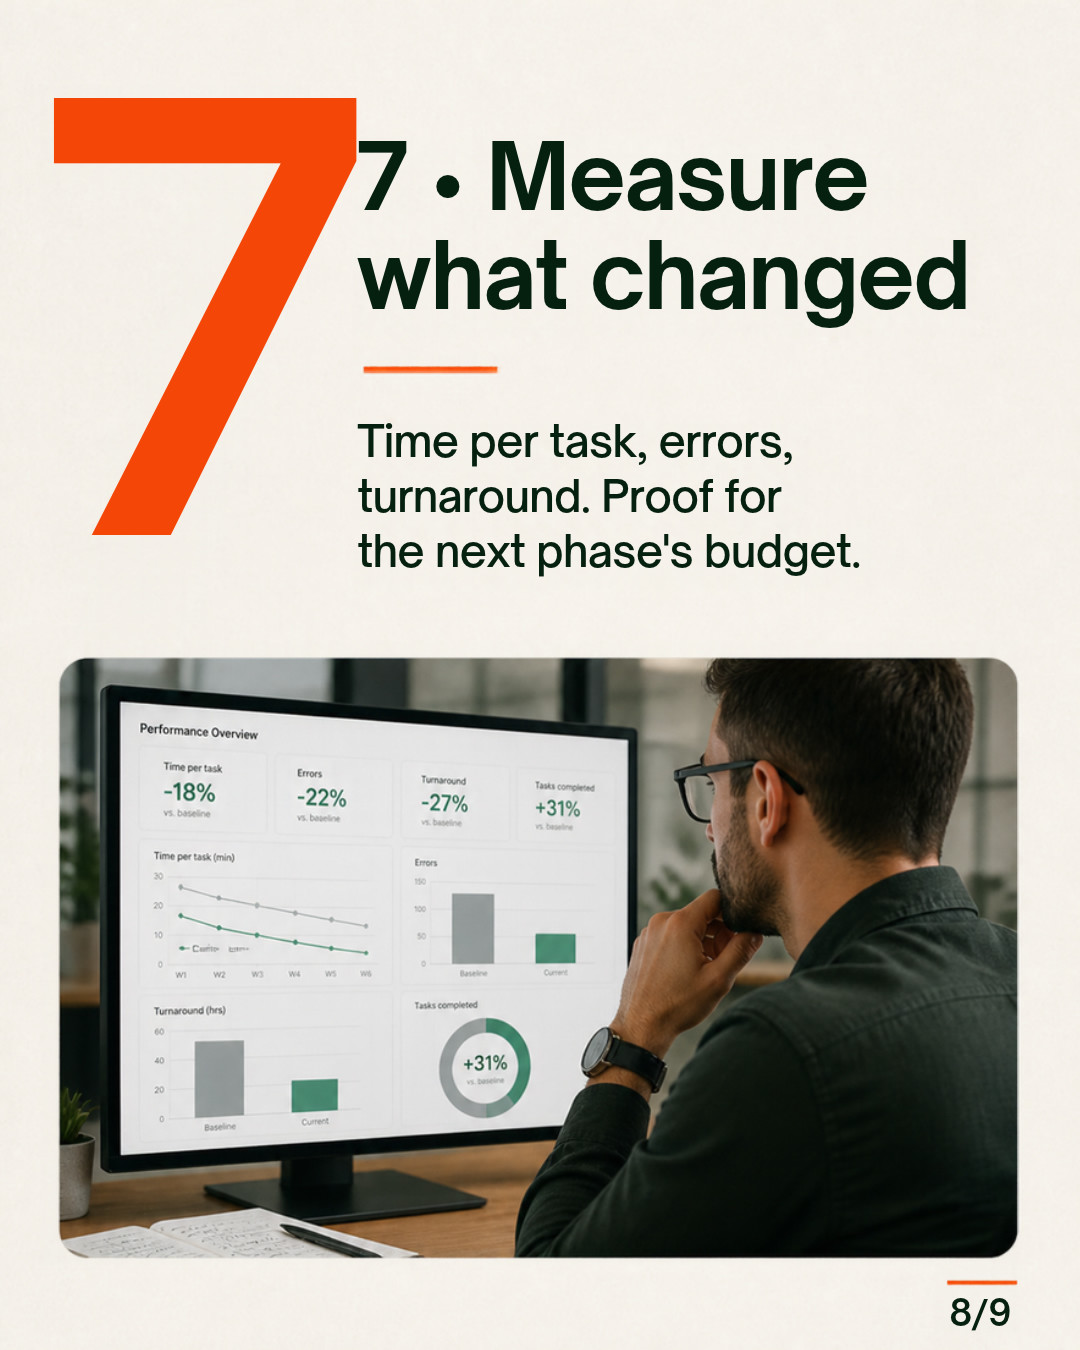 7
7 • Measure
what changed
Time per task, errors,
turnaround. Proof for
the next phase's budget.
Performance Overview
Time per task
-18%
vs. baseline
Errors
-22%
vs. baseline
Turnaround
-27%
vs. baseline
Tasks completed
+31%
vs. baseline
Time per task (min)
30
20
10
0
W1 W2 W3 W4 W5 W6
Errors
150
100
50
0
Baseline Current
Turnaround (hrs)
60
40
20
0
Baseline Current
Tasks completed
+31%
vs. baseline
8/9